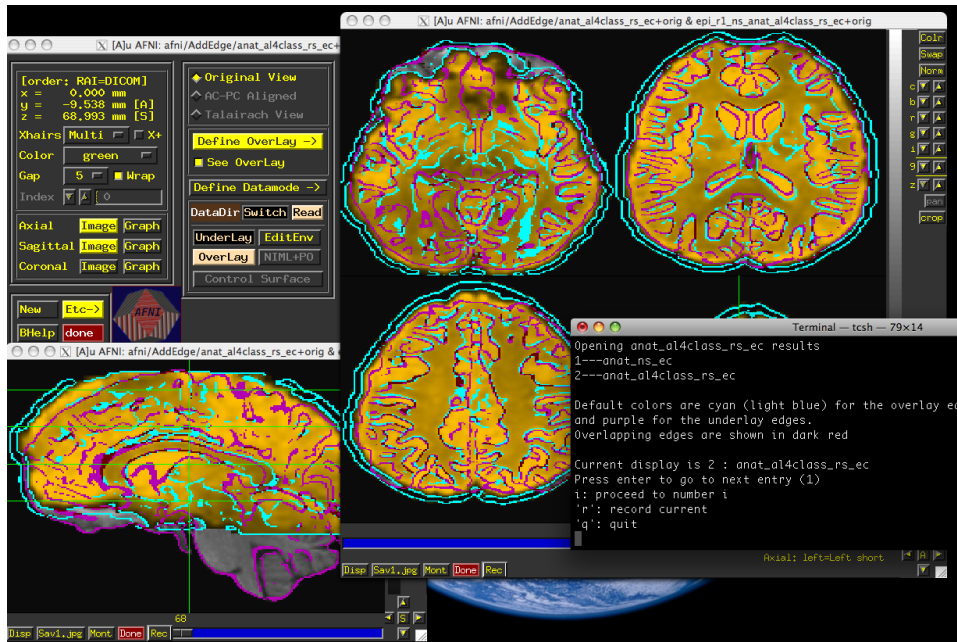 [A]u AFNI: afni/AddEdge/anat_al4class_rs_ec+
[order: RAI=DICOM]
x = 0.000 mm
y = -9.538 mm [A]
z = 68.993 mm [S]
Xhairs Multi X+
Color green
Gap 5 Wrap
Index 0
Axial Image Graph
Sagittal Image Graph
Coronal Image Graph
New Etc->
BHelp done
AFNI
Original View
AC-PC Aligned
Talairach View
Define OverLay ->
See OverLay
Define Datamode ->
DataDir Switch Read
UnderLay EditEnv
OverLay NIML+PO
Control Surface
[A]u AFNI: afni/AddEdge/anat_al4class_rs_ec+orig & epi_r1_ns_anat_al4class_rs_ec+orig
Colr
Swap
Norm
c
b
r
g
i
9
z
pan
crop
Axial: left=Left short
A
Disp Sav1.jpg Mont Done Rec
[A]u AFNI: afni/AddEdge/anat_al4class_rs_ec+orig &
68
S
Disp Sav1.jpg Mont Done Rec
Terminal — tcsh — 79×14
Opening anat_al4class_rs_ec results
1---anat_ns_ec
2---anat_al4class_rs_ec
Default colors are cyan (light blue) for the overlay
and purple for the underlay edges.
Overlapping edges are shown in dark red
Current display is 2 : anat_al4class_rs_ec
Press enter to go to next entry (1)
i: proceed to number i
'r': record current
'q': quit